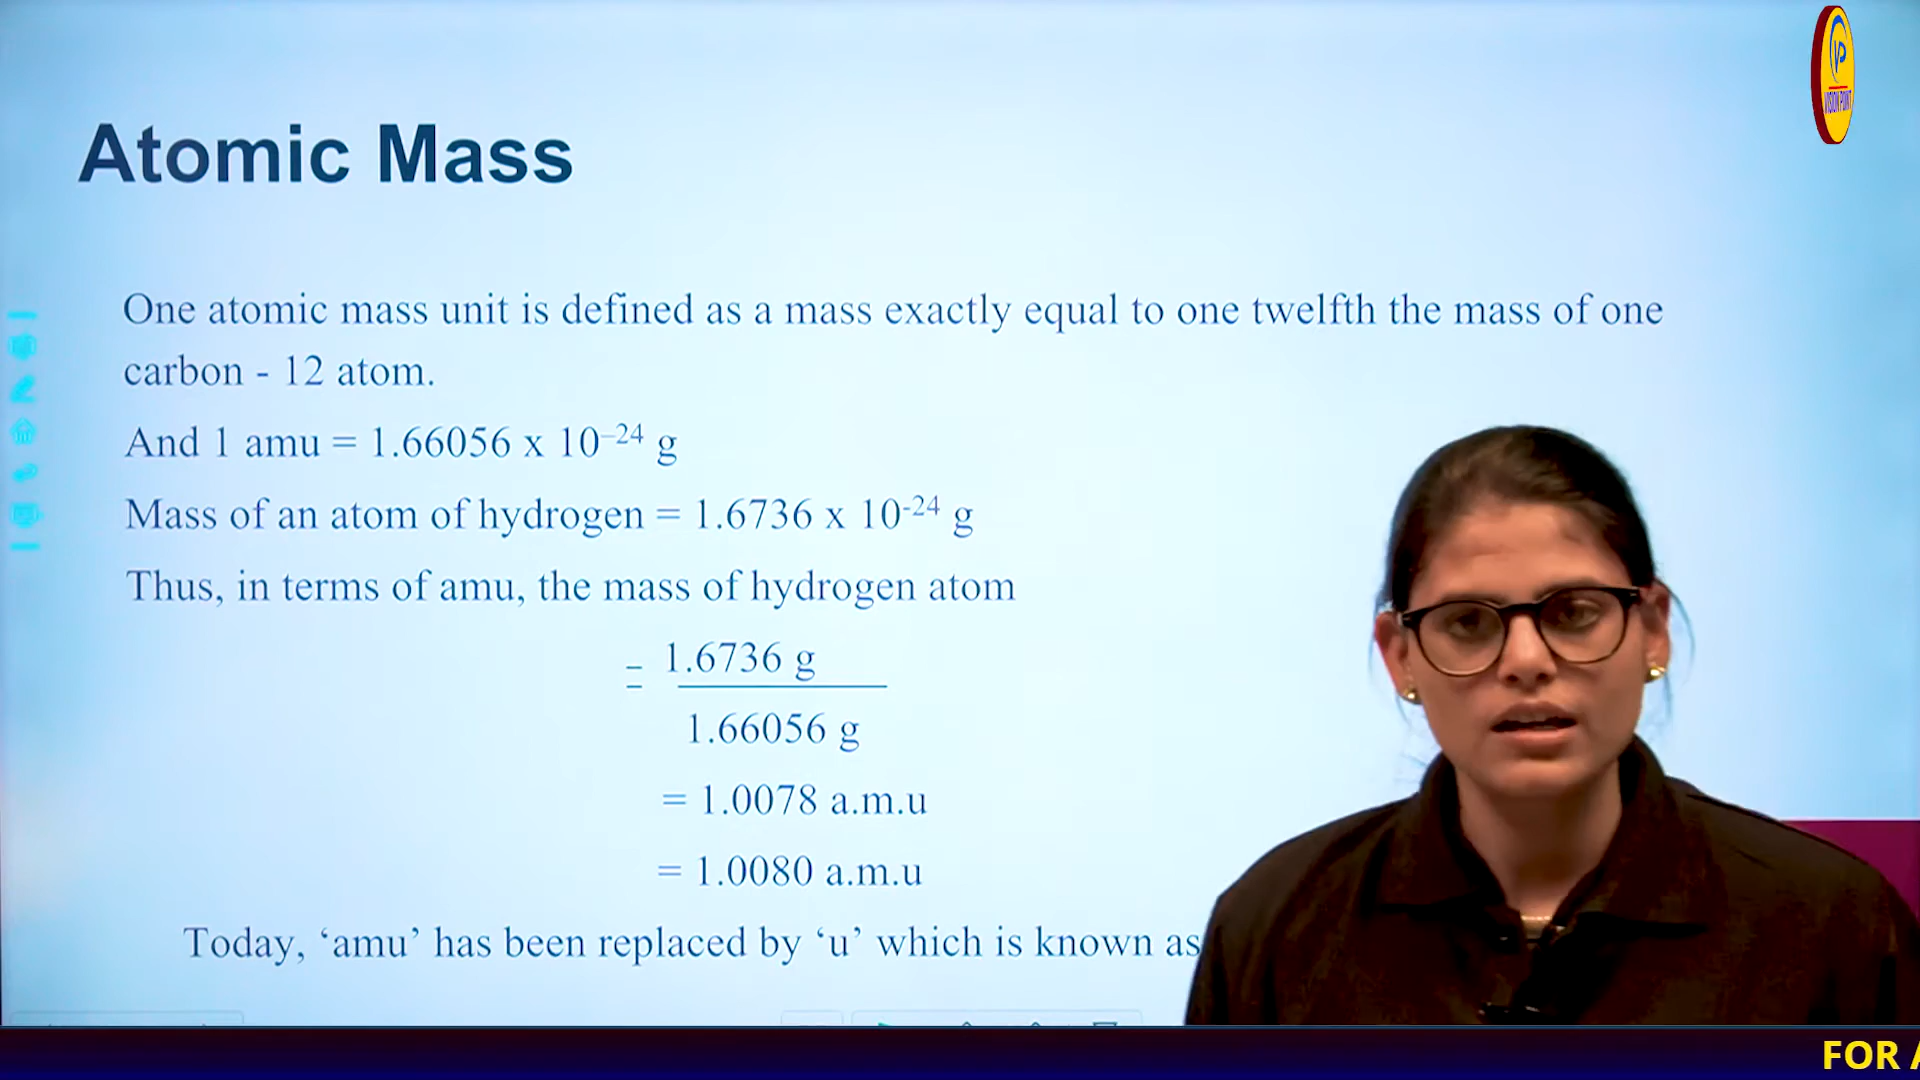 Atomic Mass
One atomic mass unit is defined as a mass exactly equal to one twelfth the mass of one
carbon - 12 atom.
And 1 amu = 1.66056 x 10⁻²⁴ g
Mass of an atom of hydrogen = 1.6736 x 10⁻²⁴ g
Thus, in terms of amu, the mass of hydrogen atom
= 1.6736 g
1.66056 g
= 1.0078 a.m.u
= 1.0080 a.m.u
Today, ‘amu’ has been replaced by ‘u’ which is known as
VP
VISION POINT
FOR A